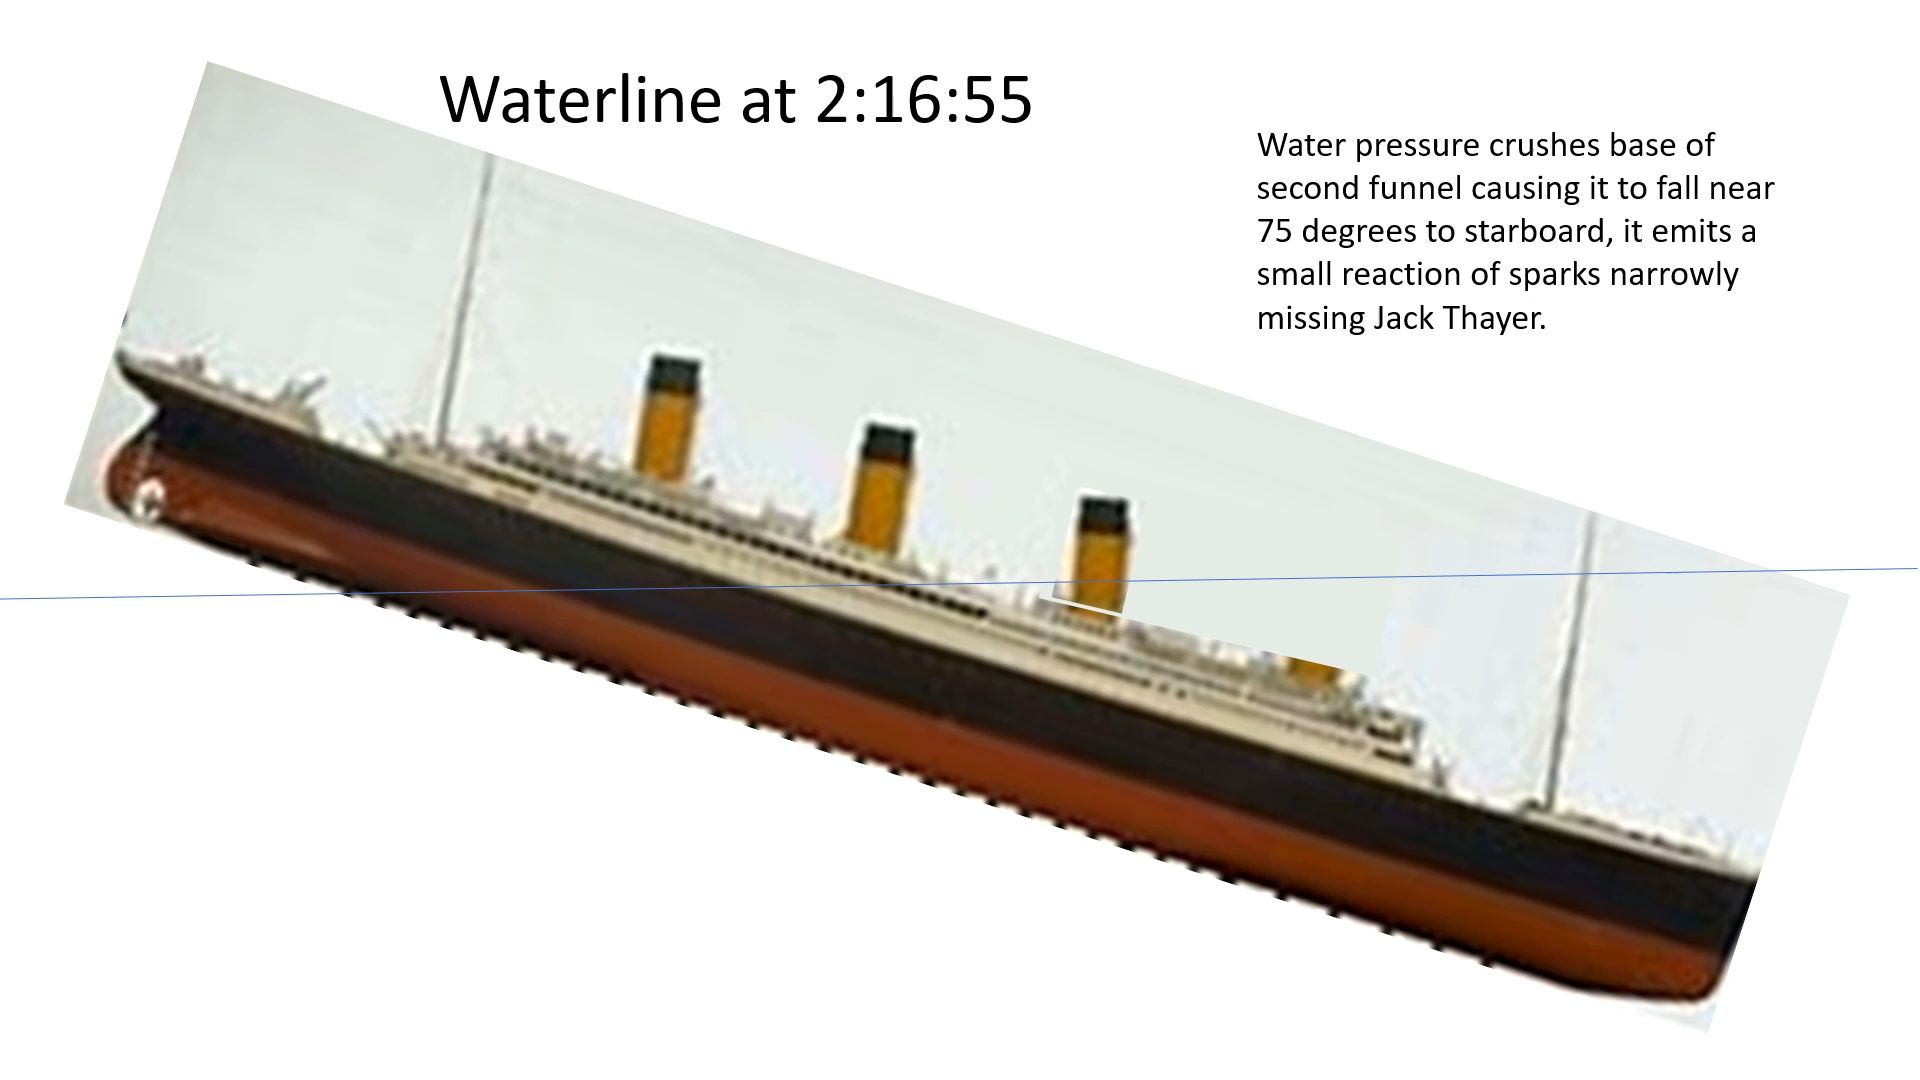 Waterline at 2:16:55
Water pressure crushes base of
second funnel causing it to fall near
75 degrees to starboard, it emits a
small reaction of sparks narrowly
missing Jack Thayer.